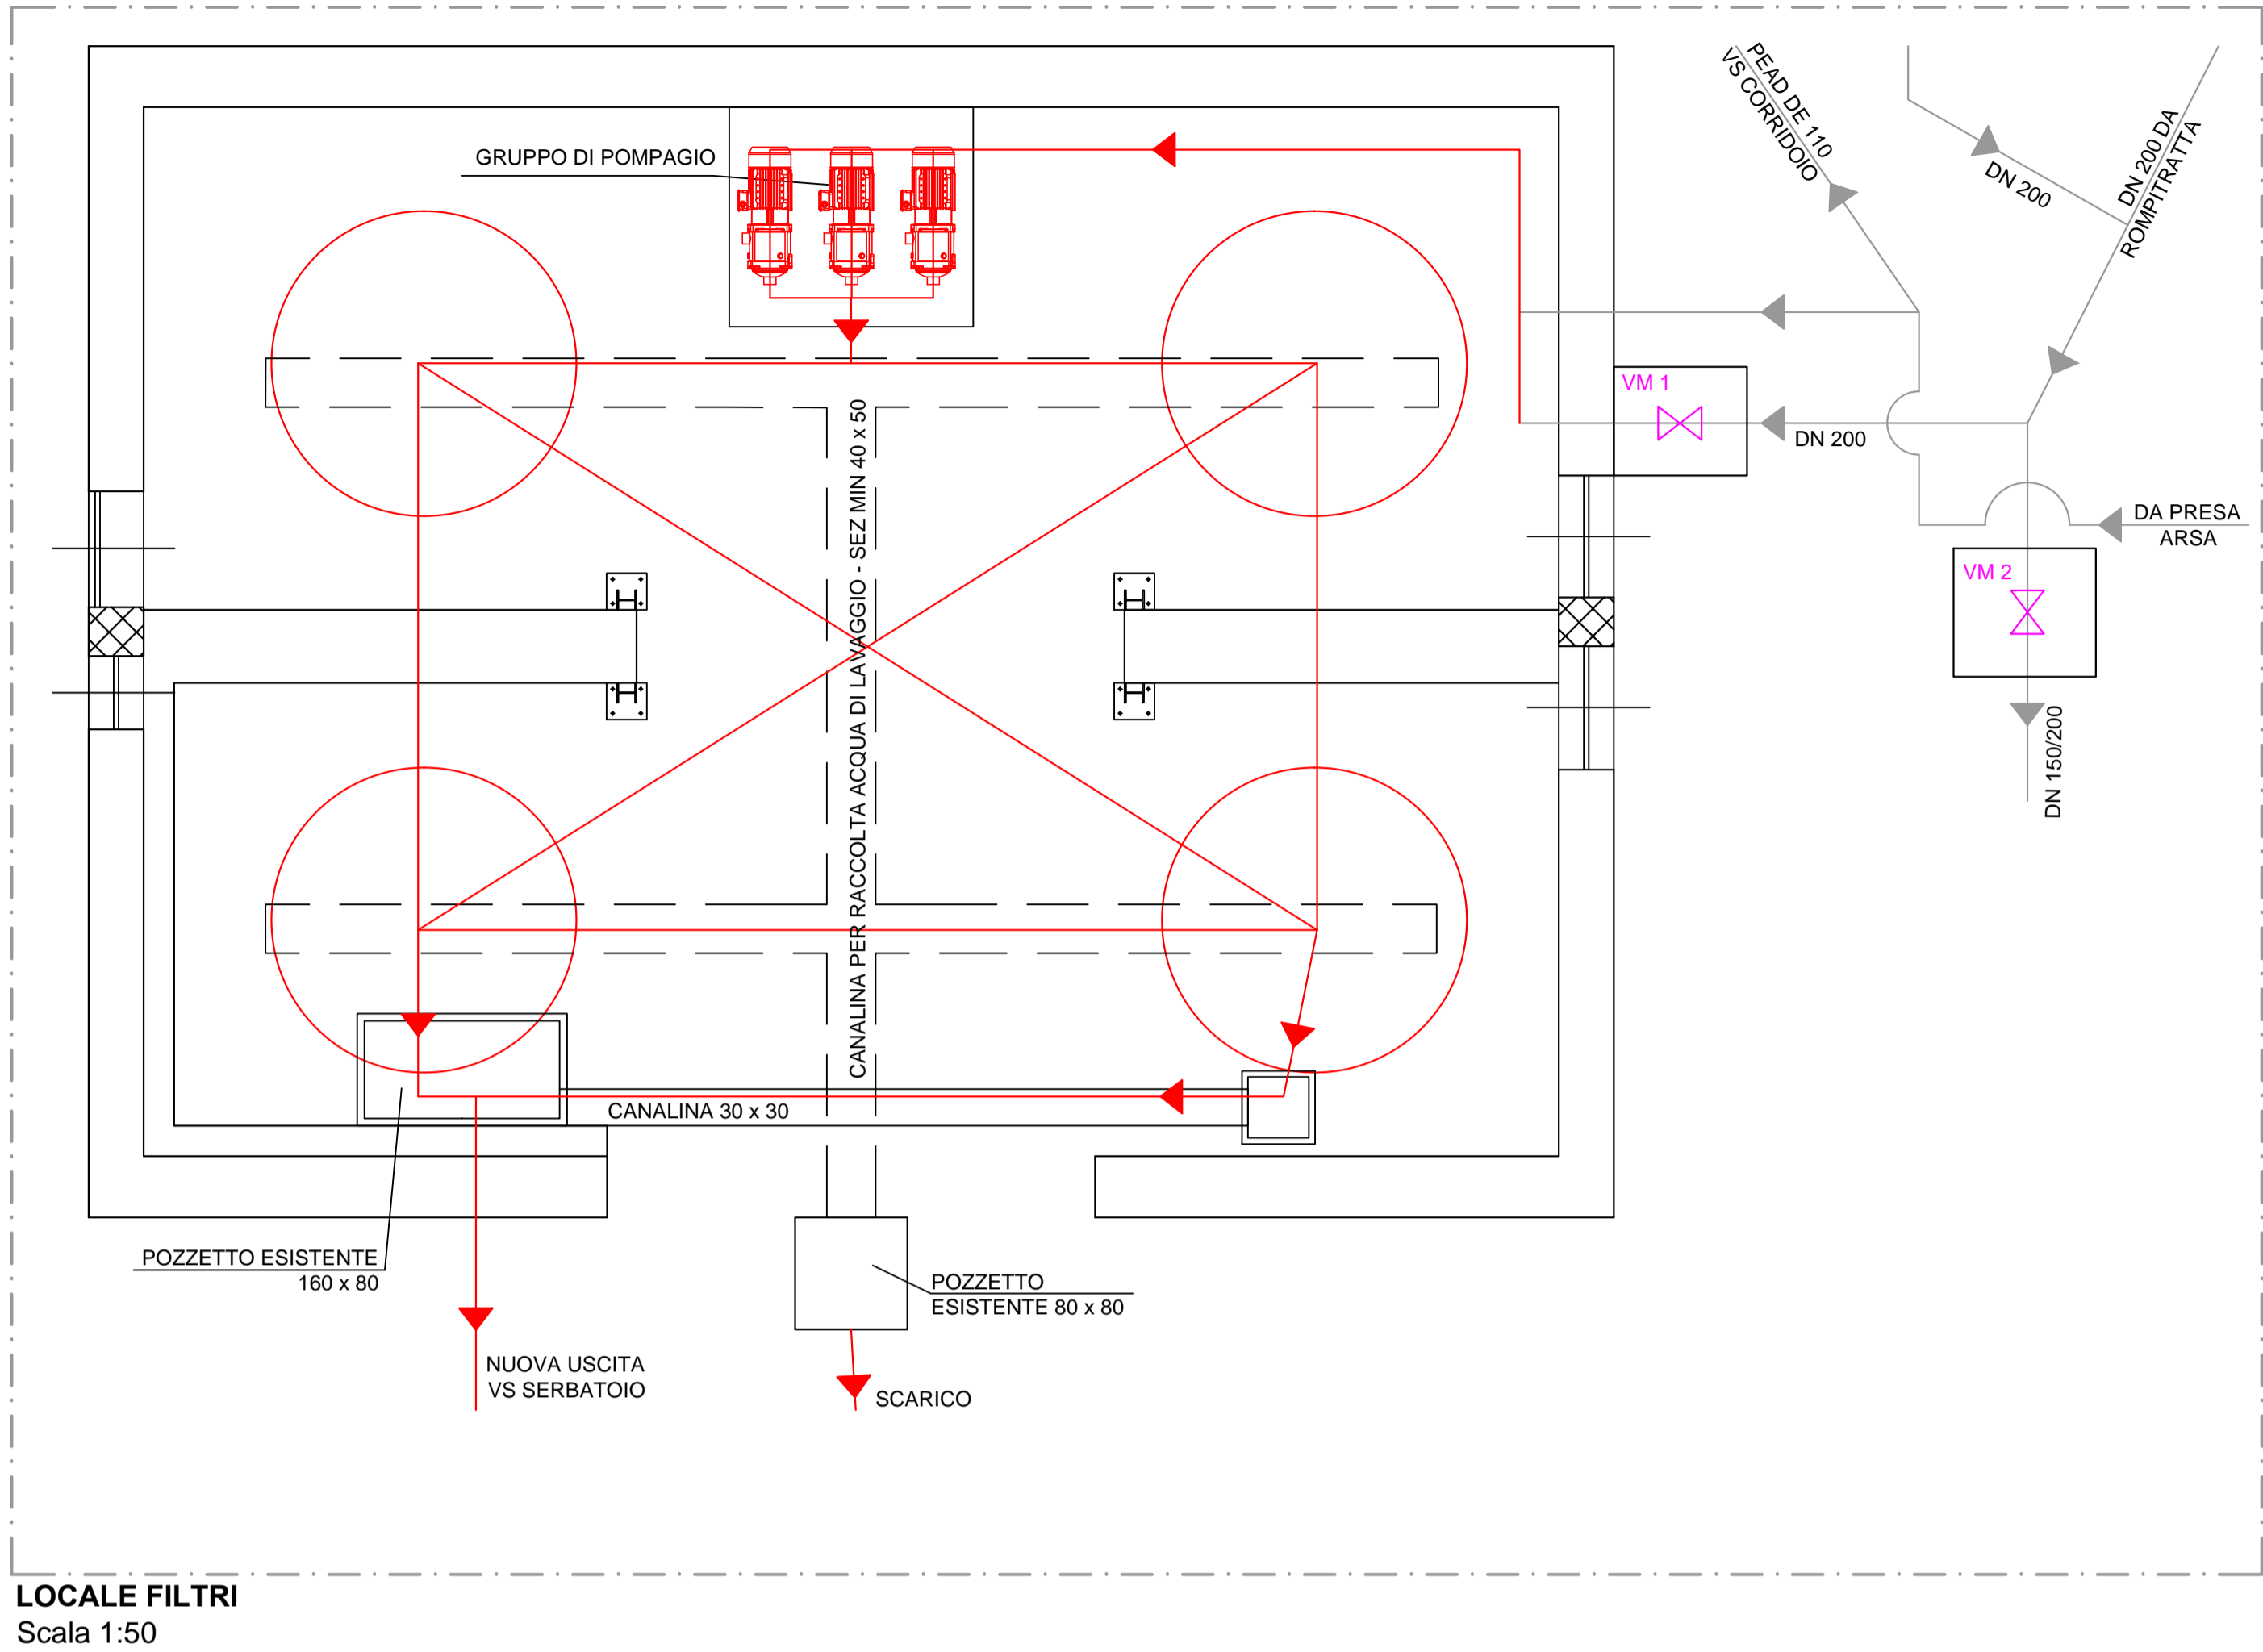 GRUPPO DI POMPAGIO
PEAD DE 110
VS CORRIDOIO
DN 200
DN 200 DA
ROMPITRATTA
VM 1
DN 200
DA PRESA
ARSA
VM 2
DN 150/200
CANALINA PER RACCOLTA ACQUA DI LAVAGGIO - SEZ MIN 40 x 50
CANALINA 30 x 30
POZZETTO ESISTENTE
160 x 80
POZZETTO
ESISTENTE 80 x 80
NUOVA USCITA
VS SERBATOIO
SCARICO
LOCALE FILTRI
Scala 1:50